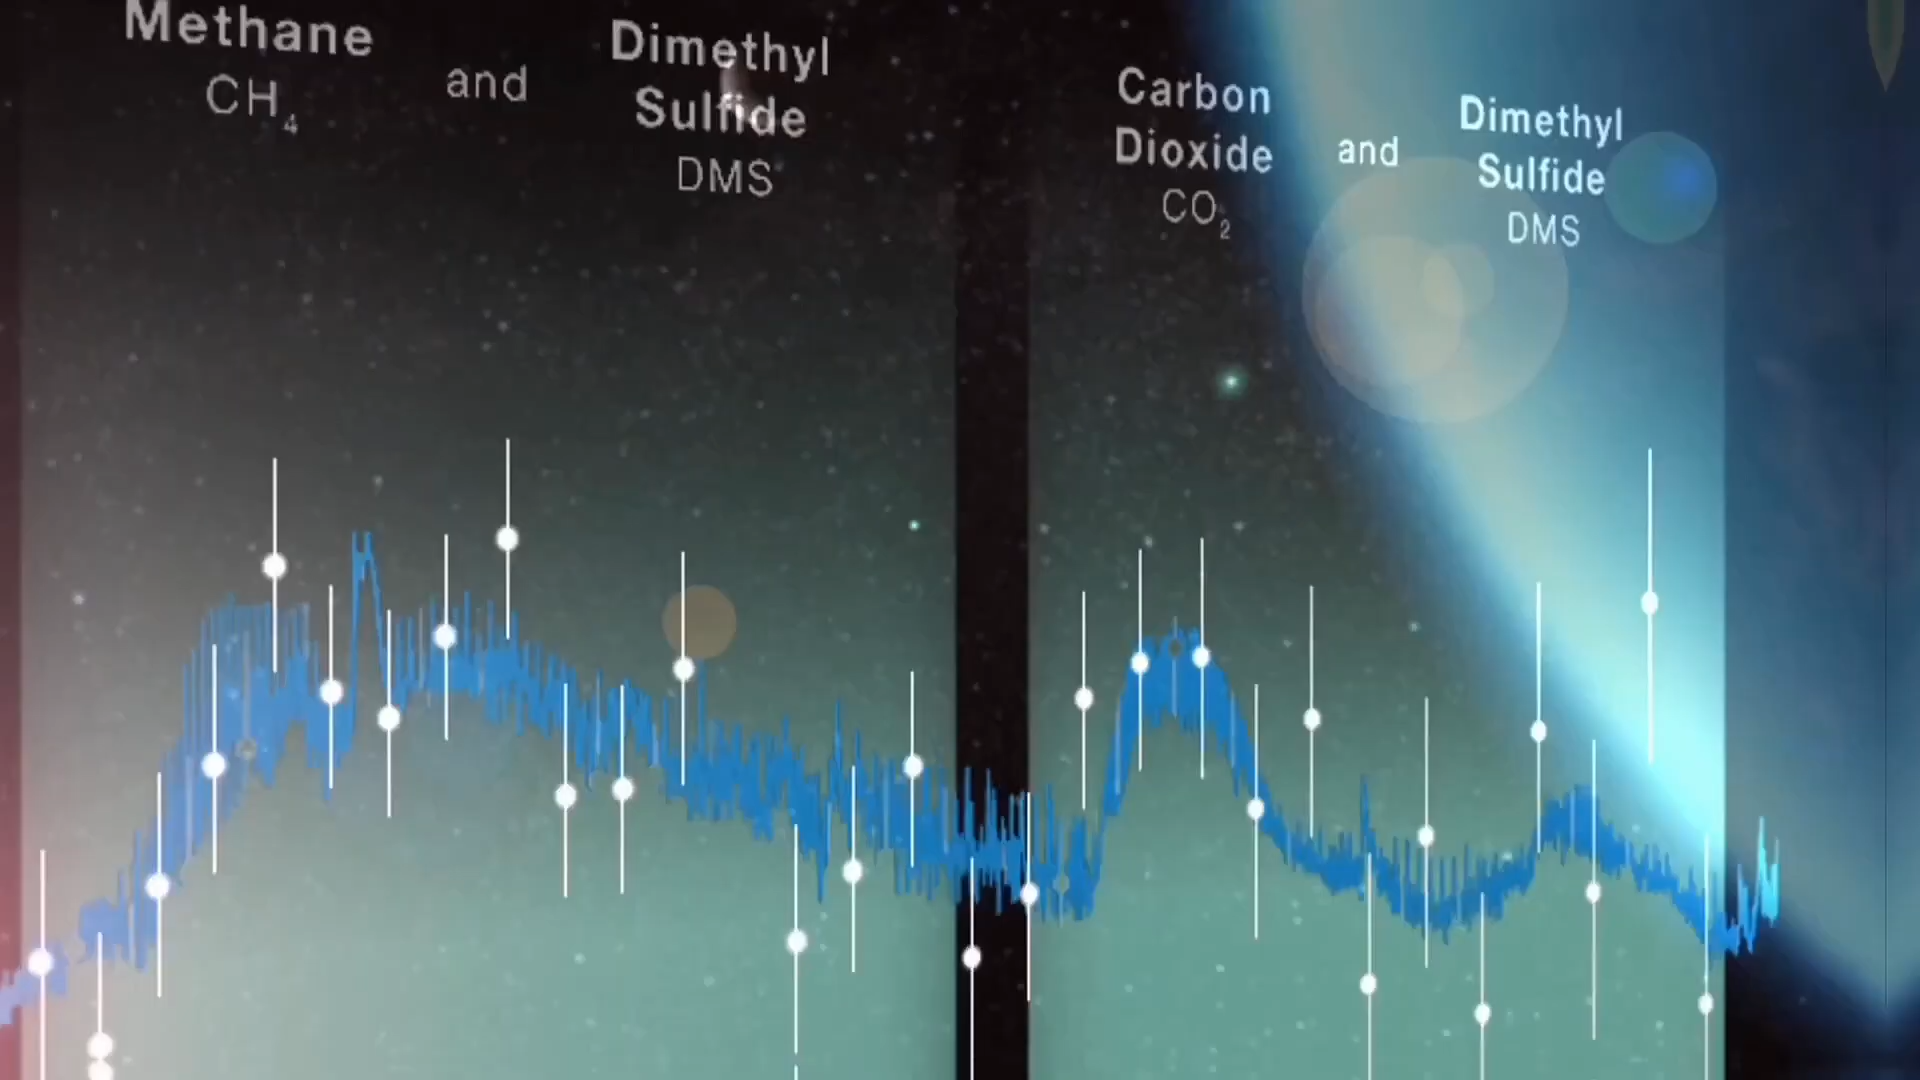 Methane
CH₄
and
Dimethyl
Sulfide
DMS
Carbon
Dioxide
CO₂
and
Dimethyl
Sulfide
DMS